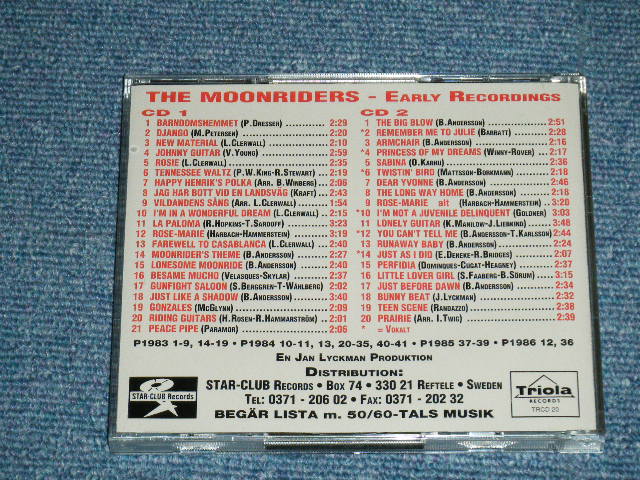 THE MOONRIDERS - EARLY RECORDINGS
CD 1
1 BARNDOMSHEMMET (P.DRESSER) 2:29
2 DJANGO (M.PETERSEN) 2:20
3 NEW MATERIAL (L.CLERWALL) 2:10
4 JOHNNY GUITAR (V.YOUNG) 2:59
5 ROSIE (L.CLERWALL) 2:35
6 TENNESSEE WALTZ (P.W.KING-R.STEWART) 2:19
7 HAPPY HENRIK'S POLKA (ARR. B.WINBERG) 2:06
8 JAG HAR BOTT VID EN LANDSVÄG (KRAFT) 2:43
9 VILDANDENS SÅNG (ARR. L.CLERWALL) 1:54
10 I'M IN A WONDERFUL DREAM (L.CLERWALL) 2:15
11 LA PALOMA (R.HOPKINS-T.SARDOFF) 3:23
12 ROSE-MARIE (HARBACH-HAMMERSTEIN) 3:19
13 FAREWELL TO CASABLANCA (L.CLERWALL) 2:40
14 MOONRIDER'S THEME (B.ANDERSSON) 2:27
15 LONESOME MOONRIDE (B.ANDERSSON) 2:40
16 BESAME MUCHO (VELASQUES-SKYLAR) 2:37
17 GUNFIGHT SALOON (S.BERGGREN-T.WAHLBERG) 2:02
18 JUST LIKE A SHADOW (B.ANDERSSON) 3:40
19 GONZALES (MCGLYNN) 2:09
20 RIDING GUITARS (H.ROSEN-R.HAMMARSTRÖM) 2:01
21 PEACE PIPE (PARAMOR) 2:06
CD 2
1 THE BIG BLOW (B.ANDERSSON) 2:51
*2 REMEMBER ME TO JULIE (BARRATT) 2:28
3 ARMCHAIR (B.ANDERSSON) 2:16
*4 PRINCESS OF MY DREAMS (WINNY-ROVER) 2:17
5 SABINA (O.KARHU) 2:31
*6 TWISTIN' BIRD (MATTSSON-BORKMANN) 2:18
7 DEAR YVONNE (B.ANDERSSON) 2:46
8 THE LONG WAY HOME (B.ANDERSSON) 2:18
9 ROSE-MARIE alt (HARBACH-HAMMERSTEIN) 3:20
*10 I'M NOT A JUVENILE DELINQUENT (GOLDNER) 3:03
11 LONELY GUITAR (K.MANILOW-J.LIEBKIND) 3:48
*12 YOU CAN'T TELL ME (B.ANDERSSON-T.KARLSSON) 2:44
13 RUNAWAY BABY (B.ANDERSSON) 2:24
*14 JUST AS I DID (E.DENEKE-R.BRIDGES) 2:07
15 PERFIDIA (DOMINQUES-CUGAT-HEAGNEY) 2:37
16 LITTLE LOVER GIRL (S.FAABERG-B.SÖRUM) 3:15
17 JUST BEFORE DAWN (B.ANDERSSON) 2:34
18 BUNNY BEAT (J.LYCKMAN) 2:32
19 TEEN SCENE (RANDAZZO) 2:38
20 PRAIRIE (ARR. I.TWIG) 2:39
* = VOKALT
P1983 1-9, 14-19 • P1984 10-11, 13, 20-35, 40-41 • P1985 37-39 • P1986 12, 36
EN JAN LYCKMAN PRODUKTION
DISTRIBUTION:
STAR-CLUB RECORDS • BOX 74 • 330 21 REFTELE • SWEDEN
TEL: 0371 - 206 02 • FAX: 0371 - 202 32
BEGÄR LISTA M. 50/60-TALS MUSIK
STAR-CLUB Records
Triola
RECORDS
TRCD 20